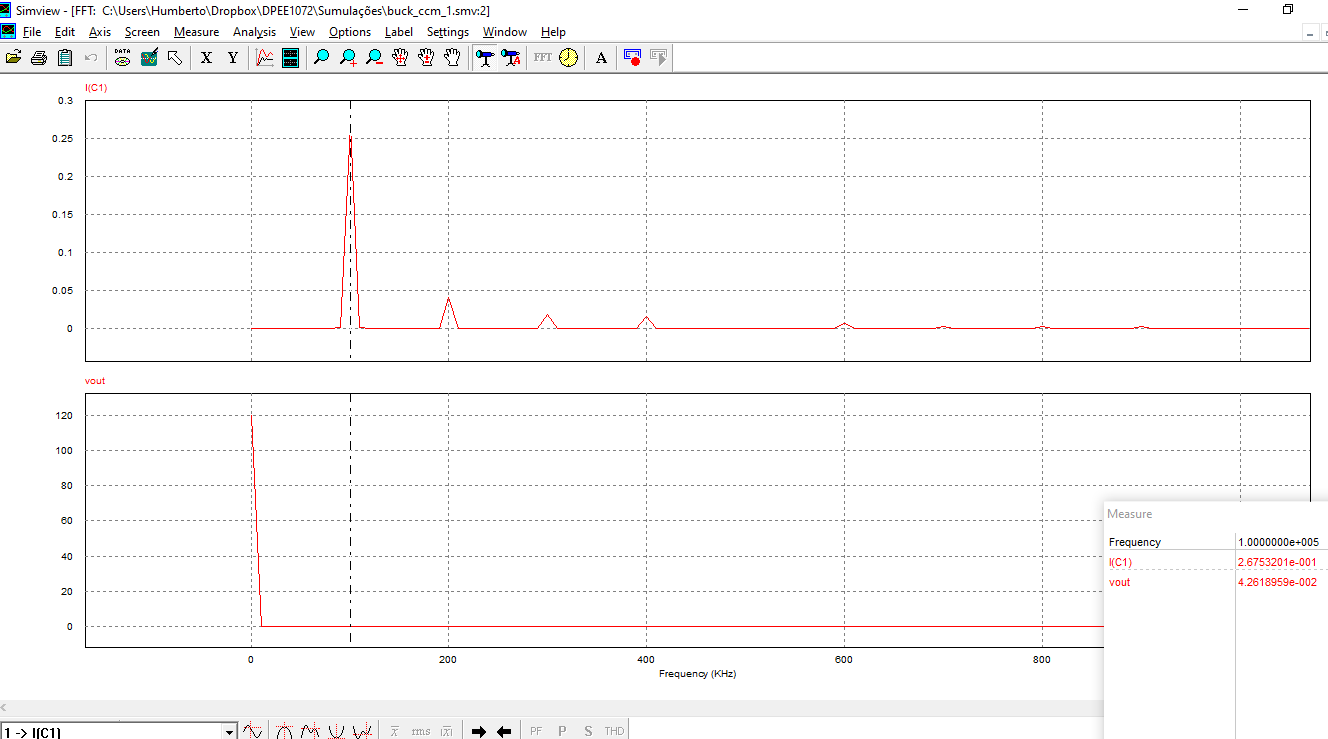 Simview - [FFT: C:\Users\Humberto\Dropbox\DPEE1072\Sumulações\buck_ccm_1.smv:2]
File Edit Axis Screen Measure Analysis View Options Label Settings Window Help
DATA X Y FFT A
I(C1)
0.3
0.25
0.2
0.15
0.1
0.05
0
vout
120
100
80
60
40
20
0
0 200 400 600 800
Frequency (KHz)
Measure
Frequency 1.0000000e+005
I(C1) 2.6753201e-001
vout 4.2618959e-002
1 -> I(C1) x rms |x| PF P S THD